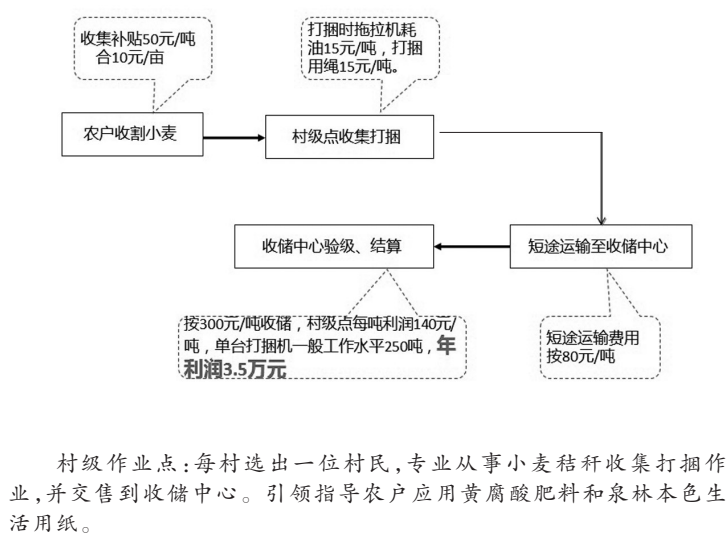 收集补贴50元/吨
合10元/亩
打捆时拖拉机耗
油15元/吨，打捆
用绳15元/吨。
农户收割小麦
村级点收集打捆
收储中心验级、结算
短途运输至收储中心
按300元/吨收储，村级点每吨利润140元/
吨，单台打捆机一般工作水平250吨，年
利润3.5万元
短途运输费用
按80元/吨
村级作业点：每村选出一位村民，专业从事小麦秸秆收集打捆作
业，并交售到收储中心。引领指导农户应用黄腐酸肥料和泉林本色生
活用纸。